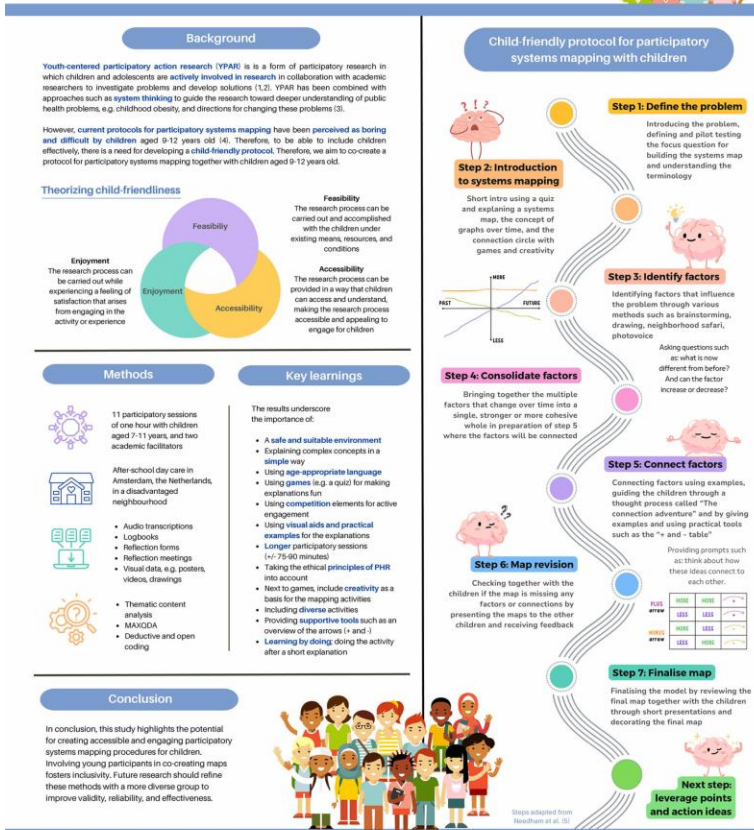 Background
Youth-centered participatory action research (YPAR) is is a form of participatory research in
which children and adolescents are actively involved in research in collaboration with academic
researchers to investigate problems and develop solutions (1,2). YPAR has been combined with
approaches such as system thinking to guide the research toward deeper understanding of public
health problems, e.g. childhood obesity, and directions for changing these problems (3).
However, current protocols for participatory systems mapping have been perceived as boring
and difficult by children aged 9-12 years old (4). Therefore, to be able to include children
effectively, there is a need for developing a child-friendly protocol. Therefore, we aim to co-create a
protocol for participatory systems mapping together with children aged 9-12 years old.
Theorizing child-friendliness
Feasibiliy
Enjoyment
Accessibility
Enjoyment
The research process can
be carried out while
experiencing a feeling of
satisfaction that arises
from engaging in the
activity or experience
Feasibility
The research process can be
carried out and accomplished
with the children under
existing means, resources, and
conditions
Accessibility
The research process can be
provided in a way that children
can access and understand,
making the research process
accessible and appealing to
engage for children
Methods
11 participatory sessions
of one hour with children
aged 7-11 years, and two
academic facilitators
After-school day care in
Amsterdam, the Netherlands,
in a disadvantaged
neighbourhood
• Audio transcriptions
• Logbooks
• Reflection forms
• Reflection meetings
• Visual data, e.g. posters,
videos, drawings
• Thematic content
analysis
• MAXQDA
• Deductive and open
coding
Key learnings
The results underscore
the importance of:
• A safe and suitable environment
• Explaining complex concepts in a
simple way
• Using age-appropriate language
• Using games (e.g. a quiz) for making
explanations fun
• Using competition elements for active
engagement
• Using visual aids and practical
examples for the explanations
• Longer participatory sessions
(+/- 75-90 minutes)
• Taking the ethical principles of PHR
into account
• Next to games, include creativity as a
basis for the mapping activities
• Including diverse activities
• Providing supportive tools such as an
overview of the arrows (+ and -)
• Learning by doing; doing the activity
after a short explanation
Conclusion
In conclusion, this study highlights the potential
for creating accessible and engaging participatory
systems mapping procedures for children.
Involving young participants in co-creating maps
fosters inclusivity. Future research should refine
these methods with a more diverse group to
improve validity, reliability, and effectiveness.
Child-friendly protocol for participatory
systems mapping with children
Step 1: Define the problem
Introducing the problem,
defining and pilot testing
the focus question for
building the systems map
and understanding the
terminology
Step 2: Introduction
to systems mapping
Short intro using a quiz
and explaning a systems
map, the concept of
graphs over time, and the
connection circle with
games and creativity
MORE
PAST
FUTURE
LESS
Step 3: Identify factors
Identifying factors that influence
the problem through various
methods such as brainstorming,
drawing, neighborhood safari,
photovoice
Asking questions such
as: what is now
different from before?
And can the factor
increase or decrease?
Step 4: Consolidate factors
Bringing together the multiple
factors that change over time into a
single, stronger or more cohesive
whole in preparation of step 5
where the factors will be connected
Step 5: Connect factors
Connecting factors using examples,
guiding the children through a
thought process called "The
connection adventure" and by giving
examples and using practical tools
such as the "+ and - table"
Providing prompts such
as: think about how
these ideas connect to
each other.
PLUS
arrow
MORE MORE
LESS LESS
MINUS
arrow
MORE LESS
LESS MORE
Step 6: Map revision
Checking together with the
children if the map is missing any
factors or connections by
presenting the maps to the other
children and receiving feedback
Step 7: Finalise map
Finalising the model by reviewing the
final map together with the children
through short presentations and
decorating the final map
Next step:
leverage points
and action ideas
Steps adapted from
Needham et al. (5)